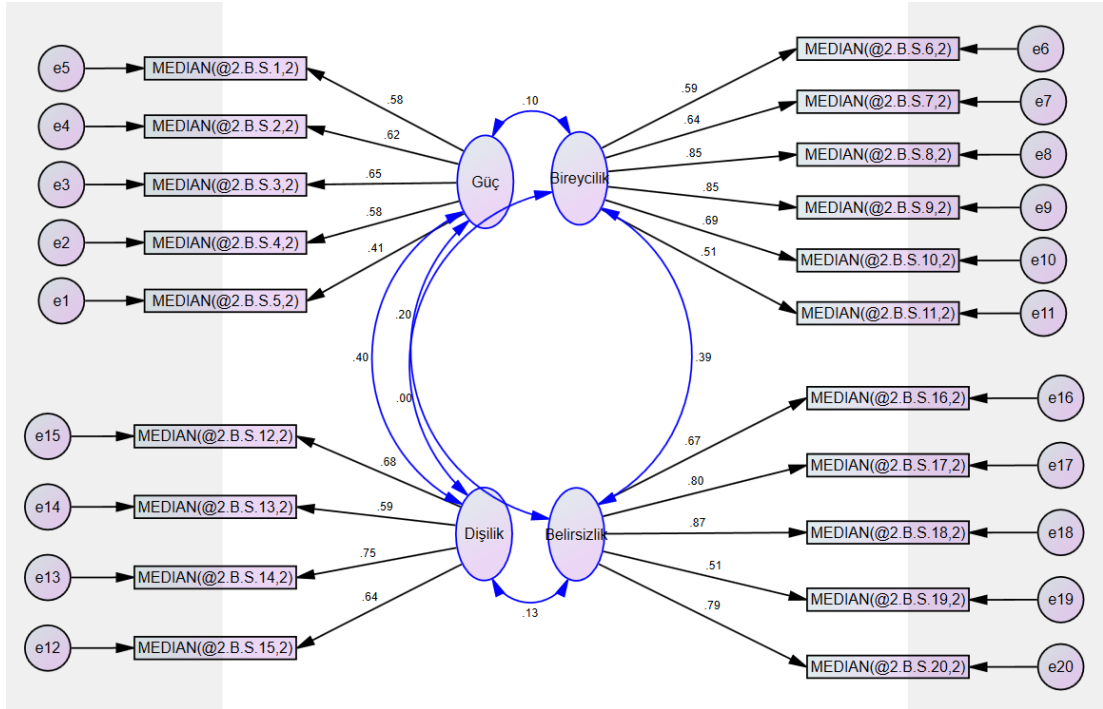 e5
MEDIAN(@2.B.S.1,2)
.58
e4
MEDIAN(@2.B.S.2,2)
.62
e3
MEDIAN(@2.B.S.3,2)
.65
e2
MEDIAN(@2.B.S.4,2)
.58
e1
MEDIAN(@2.B.S.5,2)
.41
Güç
.10
Bireycilik
.59
MEDIAN(@2.B.S.6,2)
e6
.64
MEDIAN(@2.B.S.7,2)
e7
.85
MEDIAN(@2.B.S.8,2)
e8
.85
MEDIAN(@2.B.S.9,2)
e9
.69
MEDIAN(@2.B.S.10,2)
e10
.51
MEDIAN(@2.B.S.11,2)
e11
.20
.40
.00
.39
e15
MEDIAN(@2.B.S.12,2)
.68
e14
MEDIAN(@2.B.S.13,2)
.59
e13
MEDIAN(@2.B.S.14,2)
.75
e12
MEDIAN(@2.B.S.15,2)
.64
Dişilik
.13
Belirsizlik
.67
MEDIAN(@2.B.S.16,2)
e16
.80
MEDIAN(@2.B.S.17,2)
e17
.87
MEDIAN(@2.B.S.18,2)
e18
.51
MEDIAN(@2.B.S.19,2)
e19
.79
MEDIAN(@2.B.S.20,2)
e20